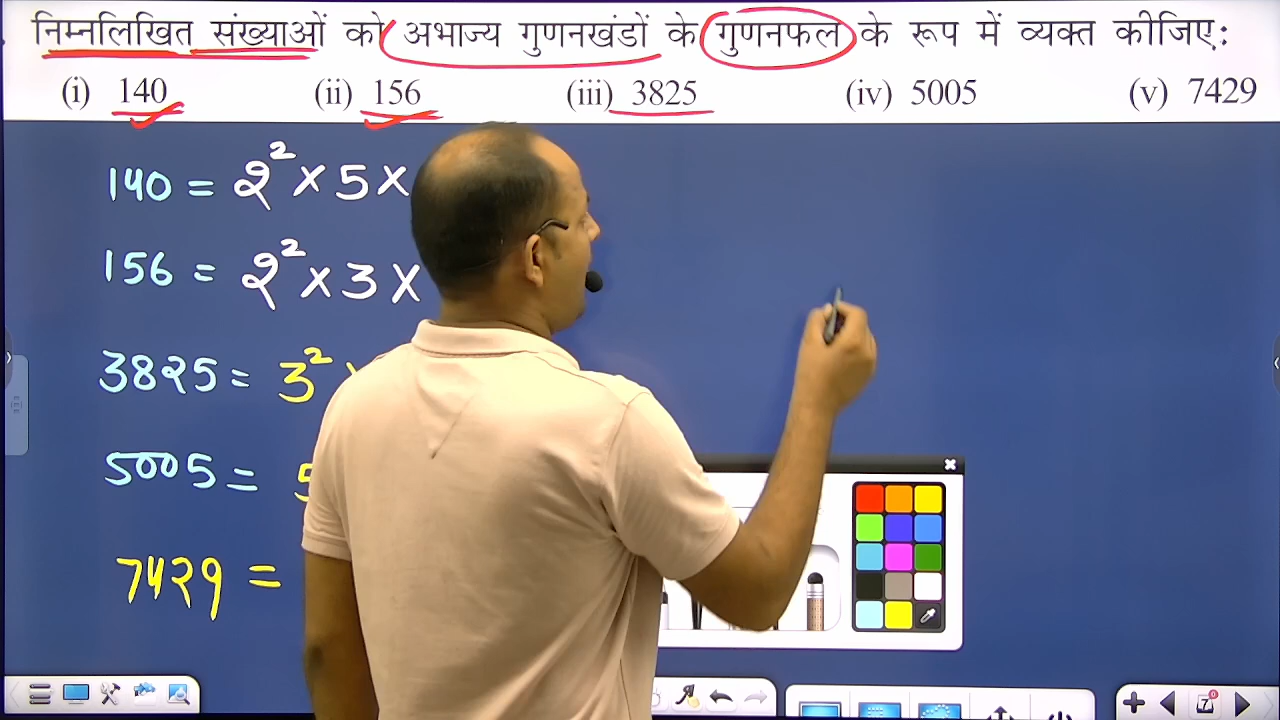 निम्नलिखित संख्याओं को अभाज्य गुणनखंडों के गुणनफल के रूप में व्यक्त कीजिए:
(i) 140 (ii) 156 (iii) 3825 (iv) 5005 (v) 7429
140 = 2² × 5 ×
156 = 2² × 3 ×
3825 = 3²
5005 = 5
7429 =